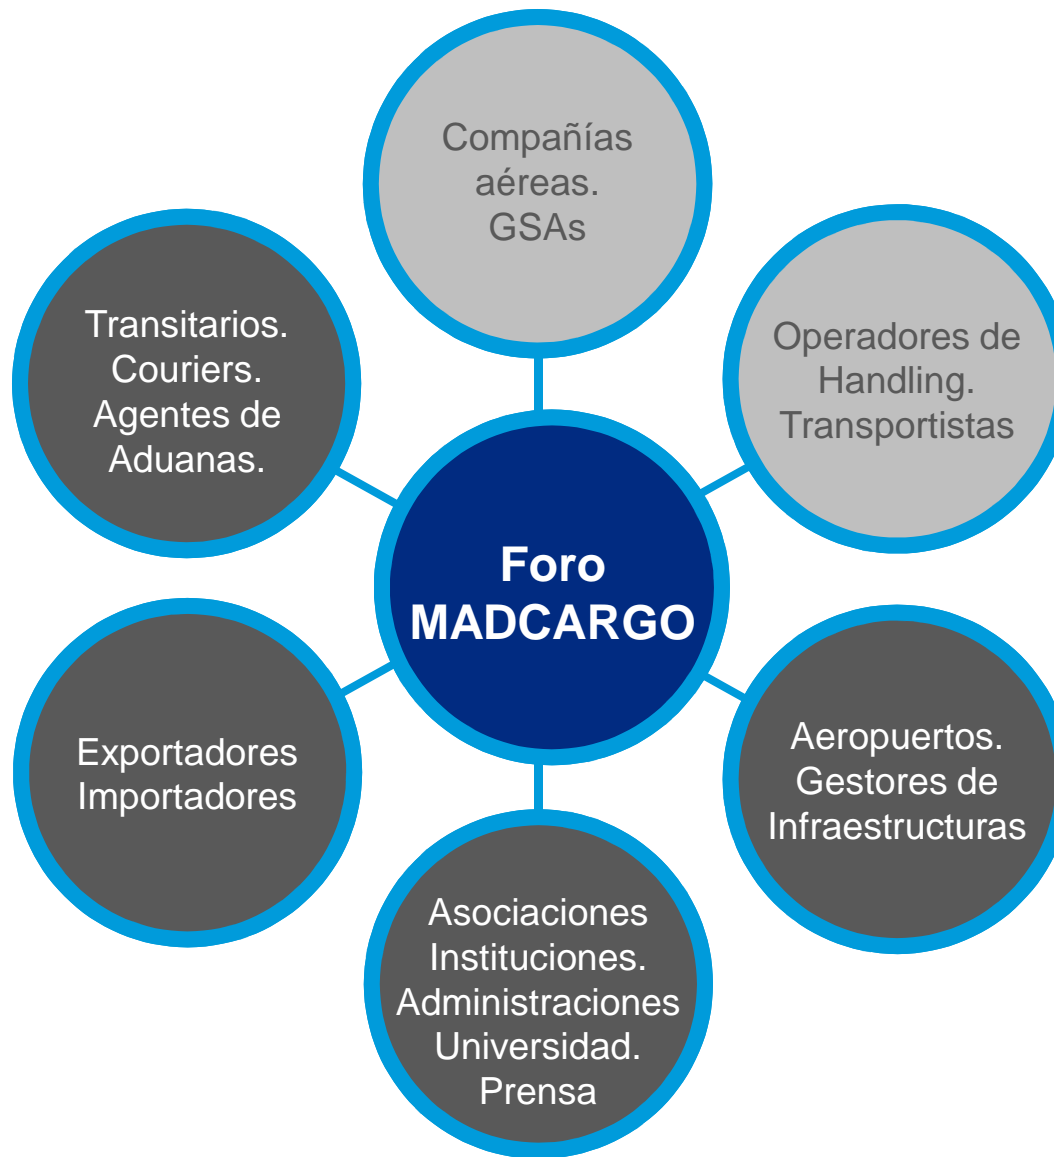 Compañías
aéreas.
GSAs
Operadores de
Handling.
Transportistas
Transitarios.
Couriers.
Agentes de
Aduanas.
Foro
MADCARGO
Exportadores
Importadores
Aeropuertos.
Gestores de
Infraestructuras
Asociaciones
Instituciones.
Administraciones
Universidad.
Prensa